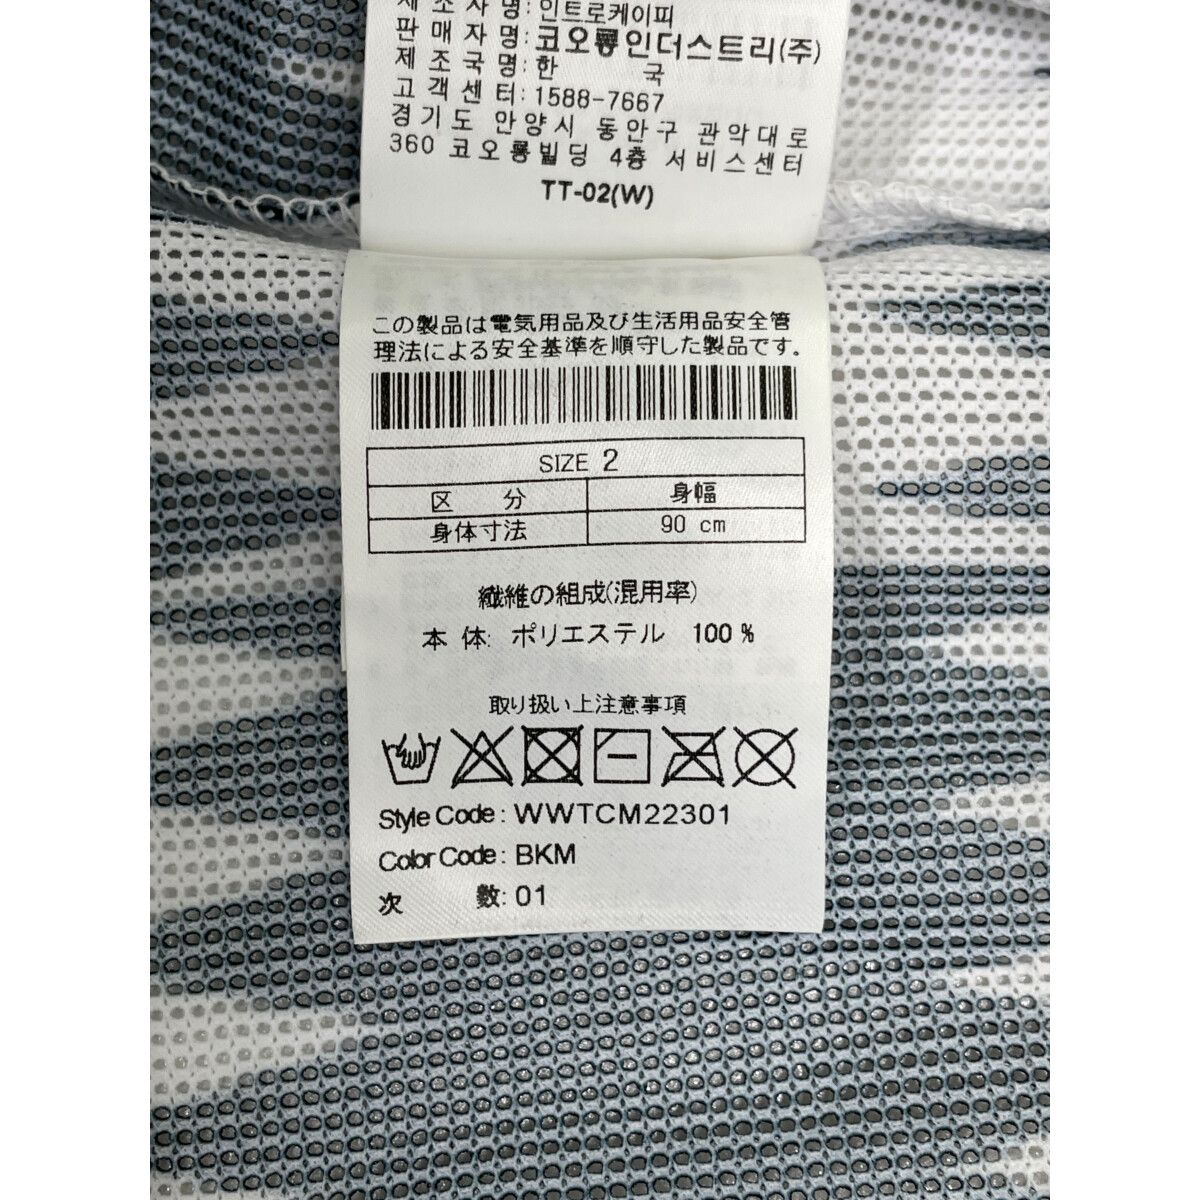 제 조 자 명: 인트로케이피
판 매 자 명: 코오롱인더스트리(주)
제 조 국 명: 한 국
고 객 센 터: 1588-7667
경 기 도 안 양 시 동 안 구 관 악 대 로
360 코 오 롱 빌 딩 4 층 서 비 스 센 터
TT-02(W)
この製品は電気用品及び生活用品安全管
理法による安全基準を順守した製品です。
SIZE 2
区 分 身幅
身体寸法 90 cm
繊維の組成(混用率)
本 体: ポリエステル 100 %
取り扱い上注意事項
Style Code : WWTCM22301
Color Code : BKM
次 數: 01